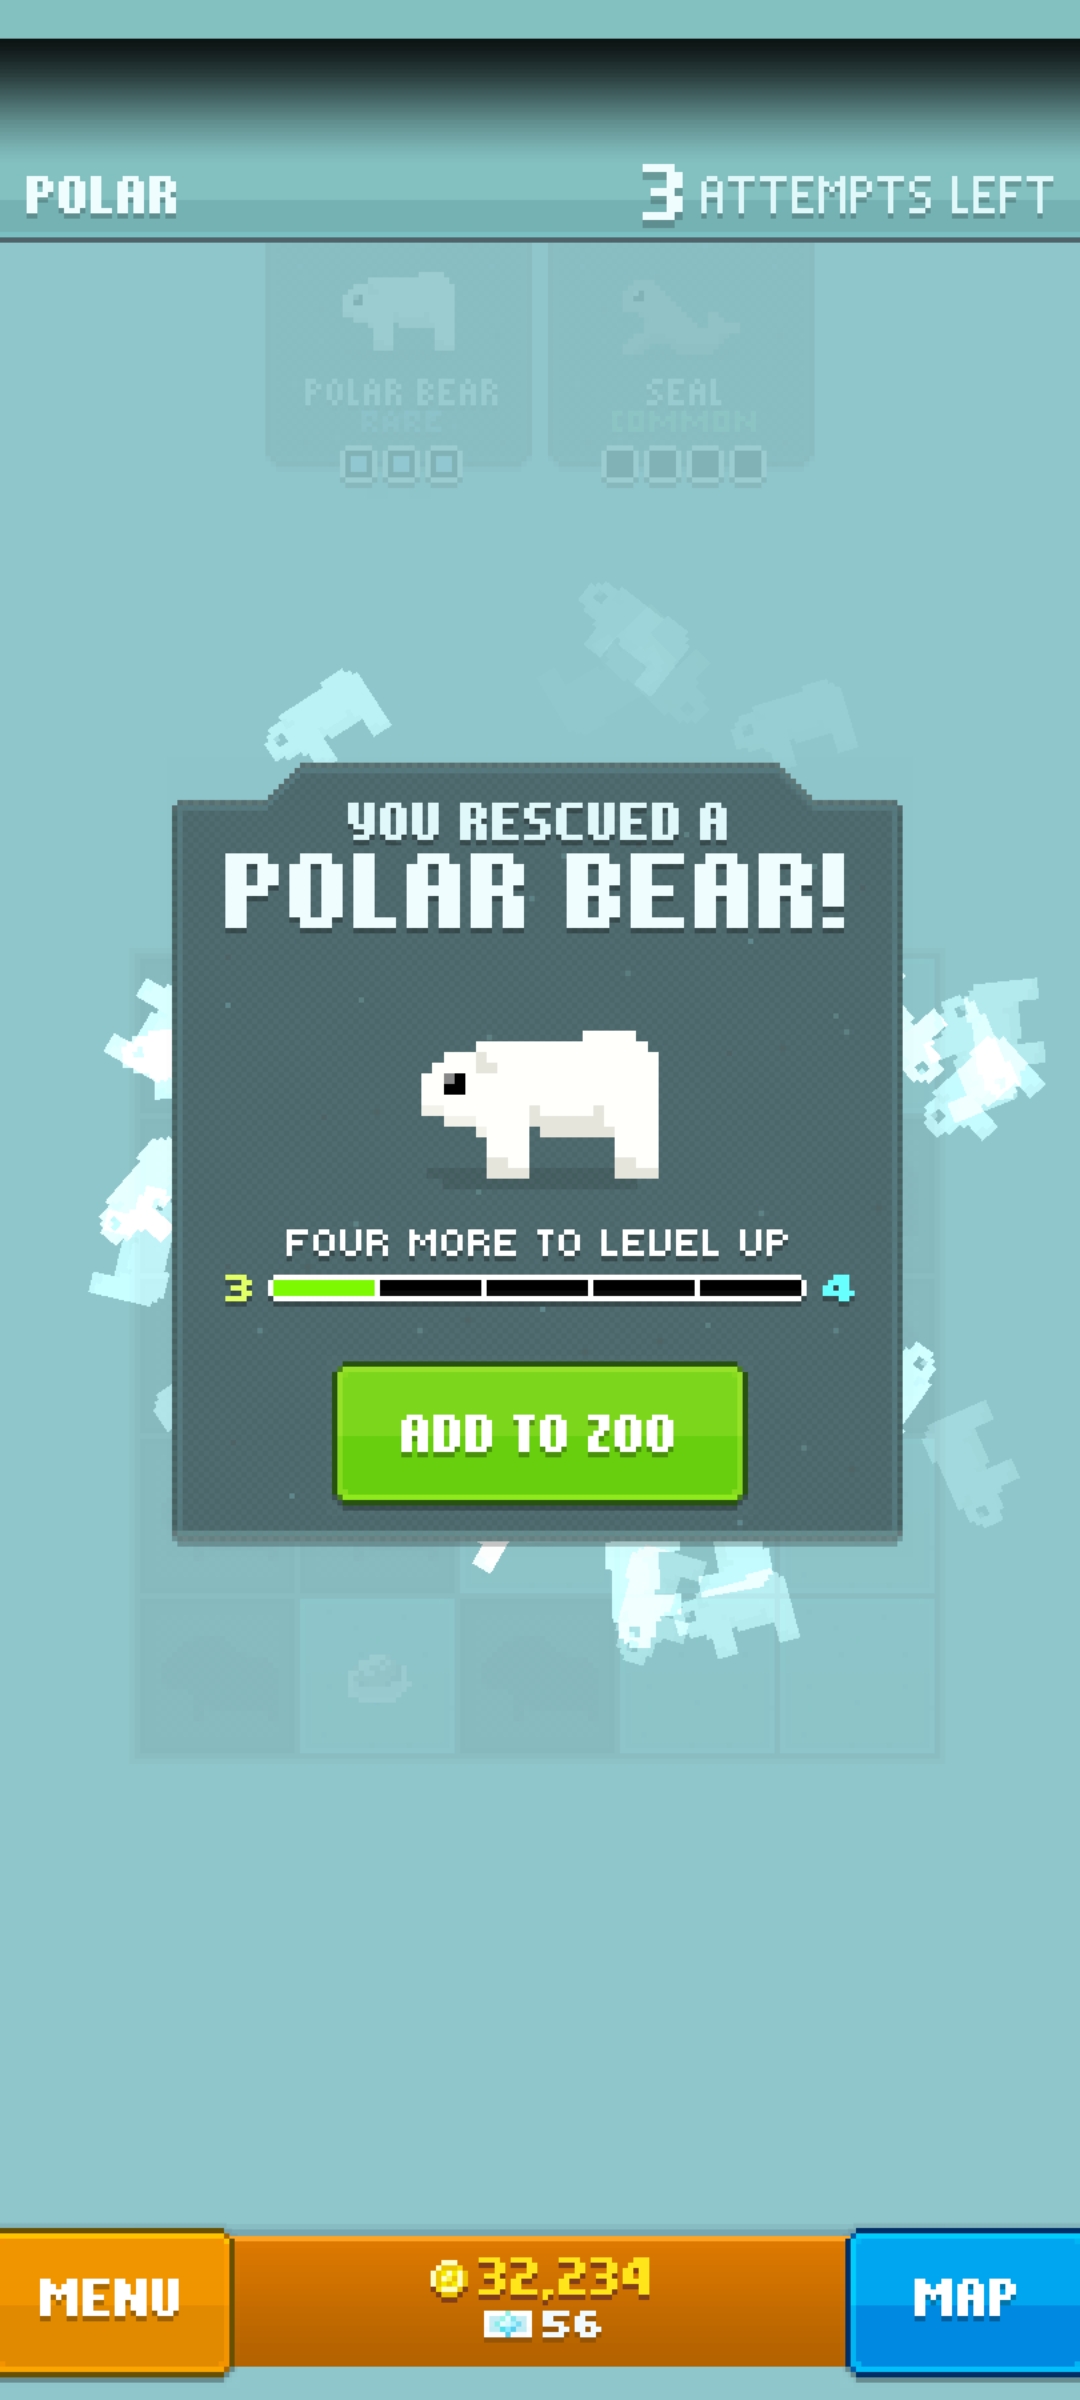 POLAR
3 ATTEMPTS LEFT
POLAR BEAR
RARE
SEAL
COMMON
YOU RESCUED A
POLAR BEAR!
FOUR MORE TO LEVEL UP
3
4
ADD TO ZOO
MENU
32,234
56
MAP